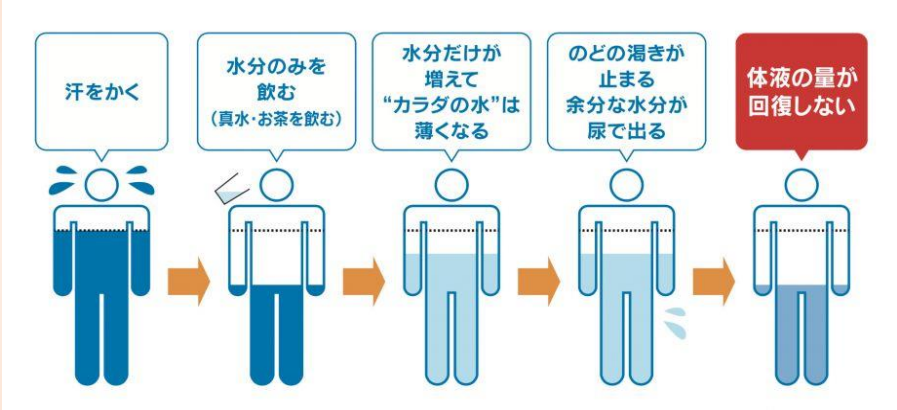 汗をかく
水分のみを
飲む
（真水・お茶を飲む）
水分だけが
増えて
“カラダの水”は
薄くなる
のどの渇きが
止まる
余分な水分が
尿で出る
体液の量が
回復しない